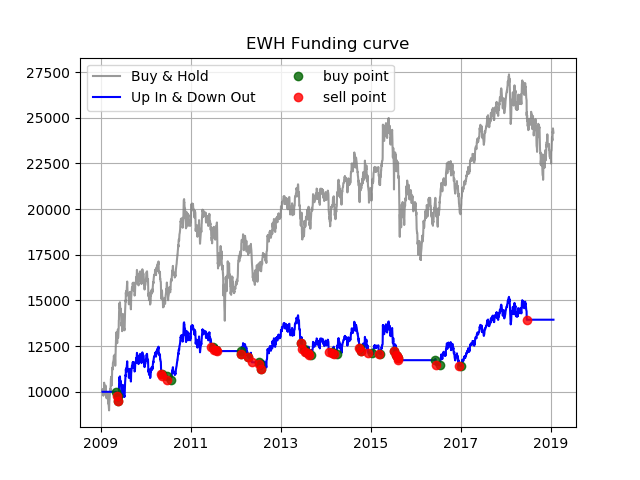 EWH Funding curve
Buy & Hold
Up In & Down Out
buy point
sell point
27500
25000
22500
20000
17500
15000
12500
10000
2009 2011 2013 2015 2017 2019